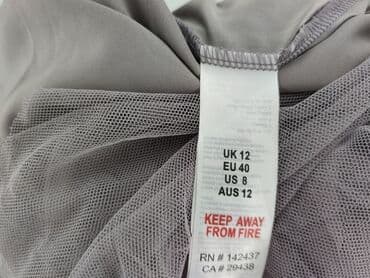 UK 12
EU 40
US 8
AUS 12
KEEP AWAY
FROM FIRE
RN # 142437
CA # 29438